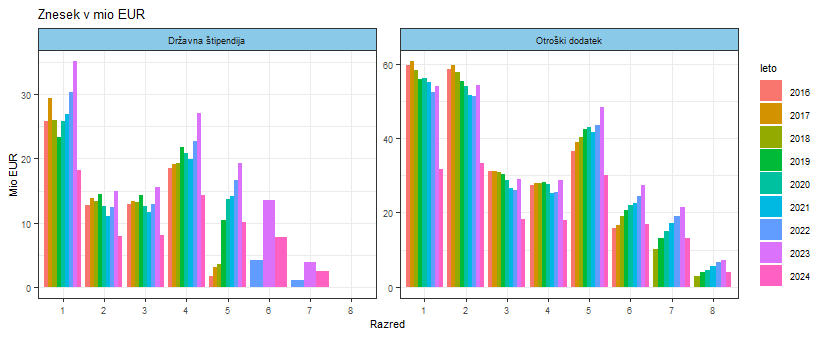 Znesek v mio EUR
Državna štipendija
Otroški dodatek
Mio EUR
30
20
10
0
60
40
20
0
1 2 3 4 5 6 7 8
1 2 3 4 5 6 7 8
Razred
leto
2016
2017
2018
2019
2020
2021
2022
2023
2024